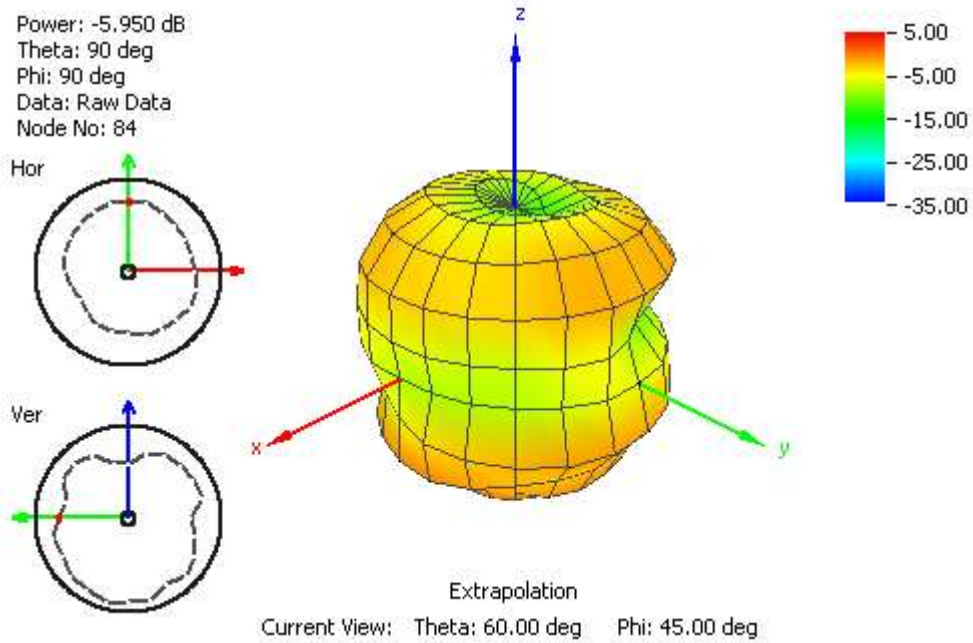 Power: -5.950 dB
Theta: 90 deg
Phi: 90 deg
Data: Raw Data
Node No: 84
Hor
Ver
z
x
y
5.00
-5.00
-15.00
-25.00
-35.00
Extrapolation
Current View: Theta: 60.00 deg Phi: 45.00 deg